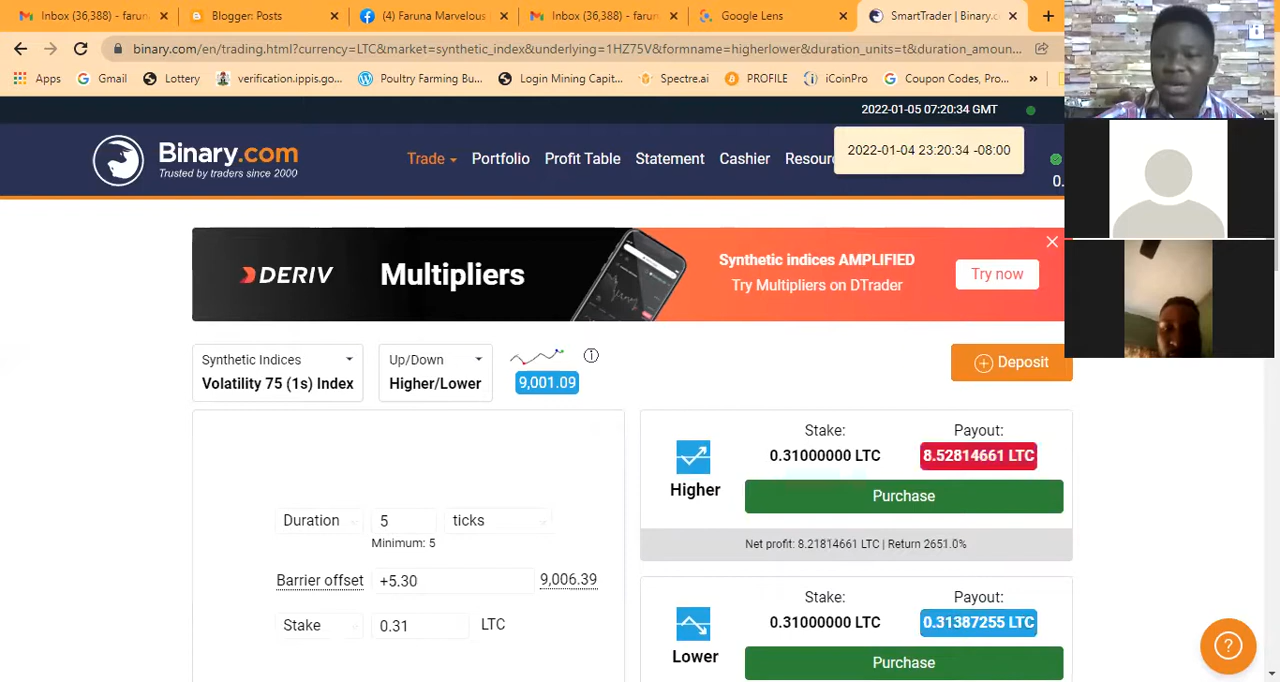 Inbox (36,388) - farun
Blogger: Posts
(4) Faruna Marvelous
Inbox (36,388) - farun
Google Lens
SmartTrader | Binary.c
binary.com/en/trading.html?currency=LTC&market=synthetic_index&underlying=1HZ75V&formname=higherlower&duration_units=t&duration_amoun...
Apps
Gmail
Lottery
verification.ippis.go...
Poultry Farming Bu...
Login Mining Capit...
Spectre.ai
PROFILE
iCoinPro
Coupon Codes, Pro...
»
2022-01-05 07:20:34 GMT
Binary.com
Trusted by traders since 2000
Trade
Portfolio
Profit Table
Statement
Cashier
Resour
2022-01-04 23:20:34 -08:00
0.
DERIV
Multipliers
Synthetic indices AMPLIFIED
Try Multipliers on DTrader
Try now
Synthetic Indices
Volatility 75 (1s) Index
Up/Down
Higher/Lower
9,001.09
Deposit
Duration 5 ticks
Minimum: 5
Barrier offset +5.30 9,006.39
Stake 0.31 LTC
Higher
Stake:
0.31000000 LTC
Payout:
8.52814661 LTC
Purchase
Net profit: 8.21814661 LTC | Return 2651.0%
Lower
Stake:
0.31000000 LTC
Payout:
0.31387255 LTC
Purchase
?